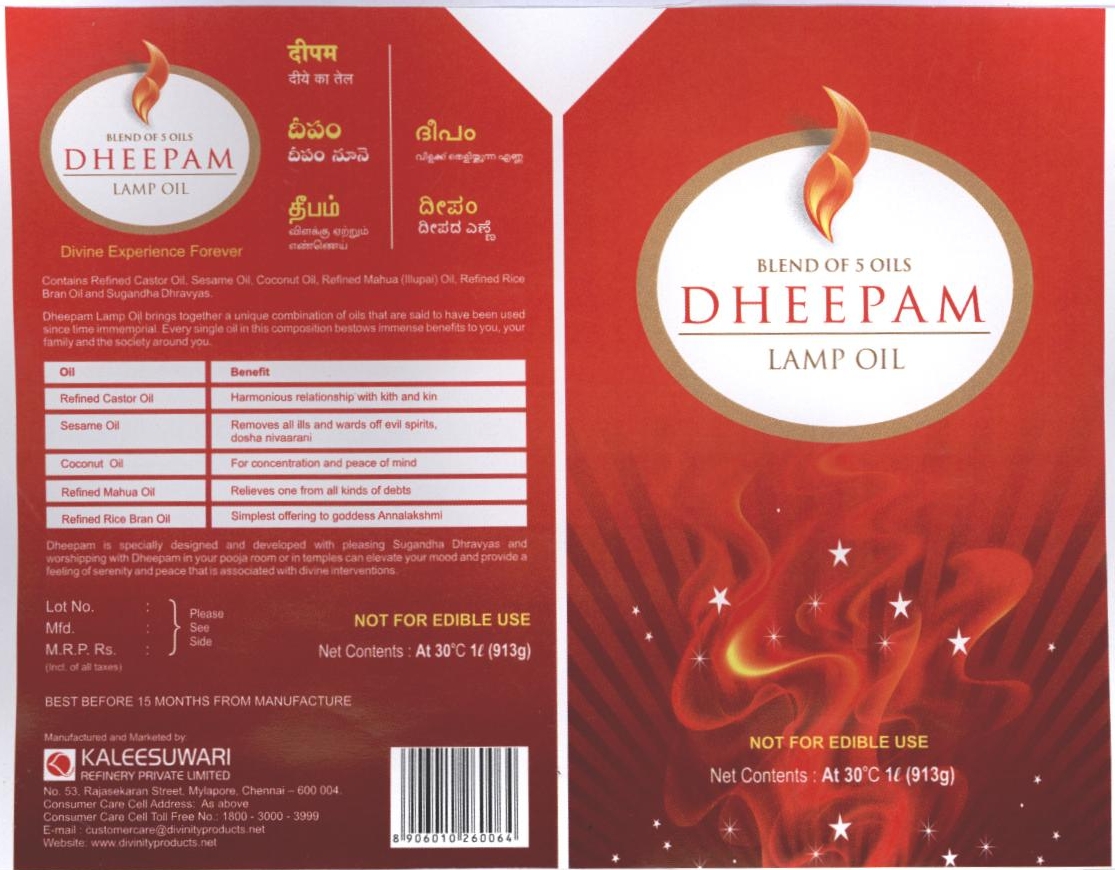 BLEND OF 5 OILS
DHEEPAM
LAMP OIL
Divine Experience Forever
दीपम
दीये का तेल
దీపం
దీపం నూనె
தீபம்
விளக்கு ஏற்றும்
எண்ணெய்
ദീപം
വിളക്ക് തെളിയുന്ന എണ്ണ
ದೀಪಂ
ದೀಪದ ಎಣ್ಣೆ
Contains Refined Castor Oil, Sesame Oil, Coconut Oil, Refined Mahua (Illupai) Oil, Refined Rice
Bran Oil and Sugandha Dhravyas.
Dheepam Lamp Oil brings together a unique combination of oils that are said to have been used
since time immemorial. Every single oil in this composition bestows immense benefits to you, your
family and the society around you.
Oil Benefit
Refined Castor Oil Harmonious relationship with kith and kin
Sesame Oil Removes all ills and wards off evil spirits,
dosha nivaarani
Coconut Oil For concentration and peace of mind
Refined Mahua Oil Relieves one from all kinds of debts
Refined Rice Bran Oil Simplest offering to goddess Annalakshmi
Dheepam is specially designed and developed with pleasing Sugandha Dhravyas and
worshipping with Dheepam in your pooja room or in temples can elevate your mood and provide a
feeling of serenity and peace that is associated with divine interventions.
Lot No. :
Mfd. :
M.R.P. Rs. :
(Incl. of all taxes)
Please
See
Side
NOT FOR EDIBLE USE
Net Contents : At 30°C 1ℓ (913g)
BEST BEFORE 15 MONTHS FROM MANUFACTURE
Manufactured and Marketed by:
KALEESUWARI
REFINERY PRIVATE LIMITED
No. 53, Rajasekaran Street, Mylapore, Chennai – 600 004.
Consumer Care Cell Address: As above
Consumer Care Cell Toll Free No.: 1800 - 3000 - 3999
E-mail : customercare@divinityproducts.net
Website: www.divinityproducts.net
8 906010 260064
BLEND OF 5 OILS
DHEEPAM
LAMP OIL
NOT FOR EDIBLE USE
Net Contents : At 30°C 1ℓ (913g)